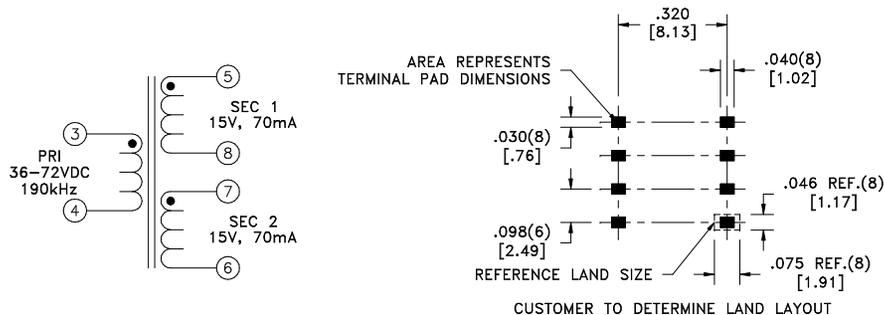 5
SEC 1
15V, 70mA
8
3
PRI
36-72VDC
190kHz
4
7
SEC 2
15V, 70mA
6
.320
[8.13]
AREA REPRESENTS
TERMINAL PAD DIMENSIONS
.040(8)
[1.02]
.030(8)
[.76]
.046 REF.(8)
[1.17]
.098(6)
[2.49]
REFERENCE LAND SIZE
.075 REF.(8)
[1.91]
CUSTOMER TO DETERMINE LAND LAYOUT